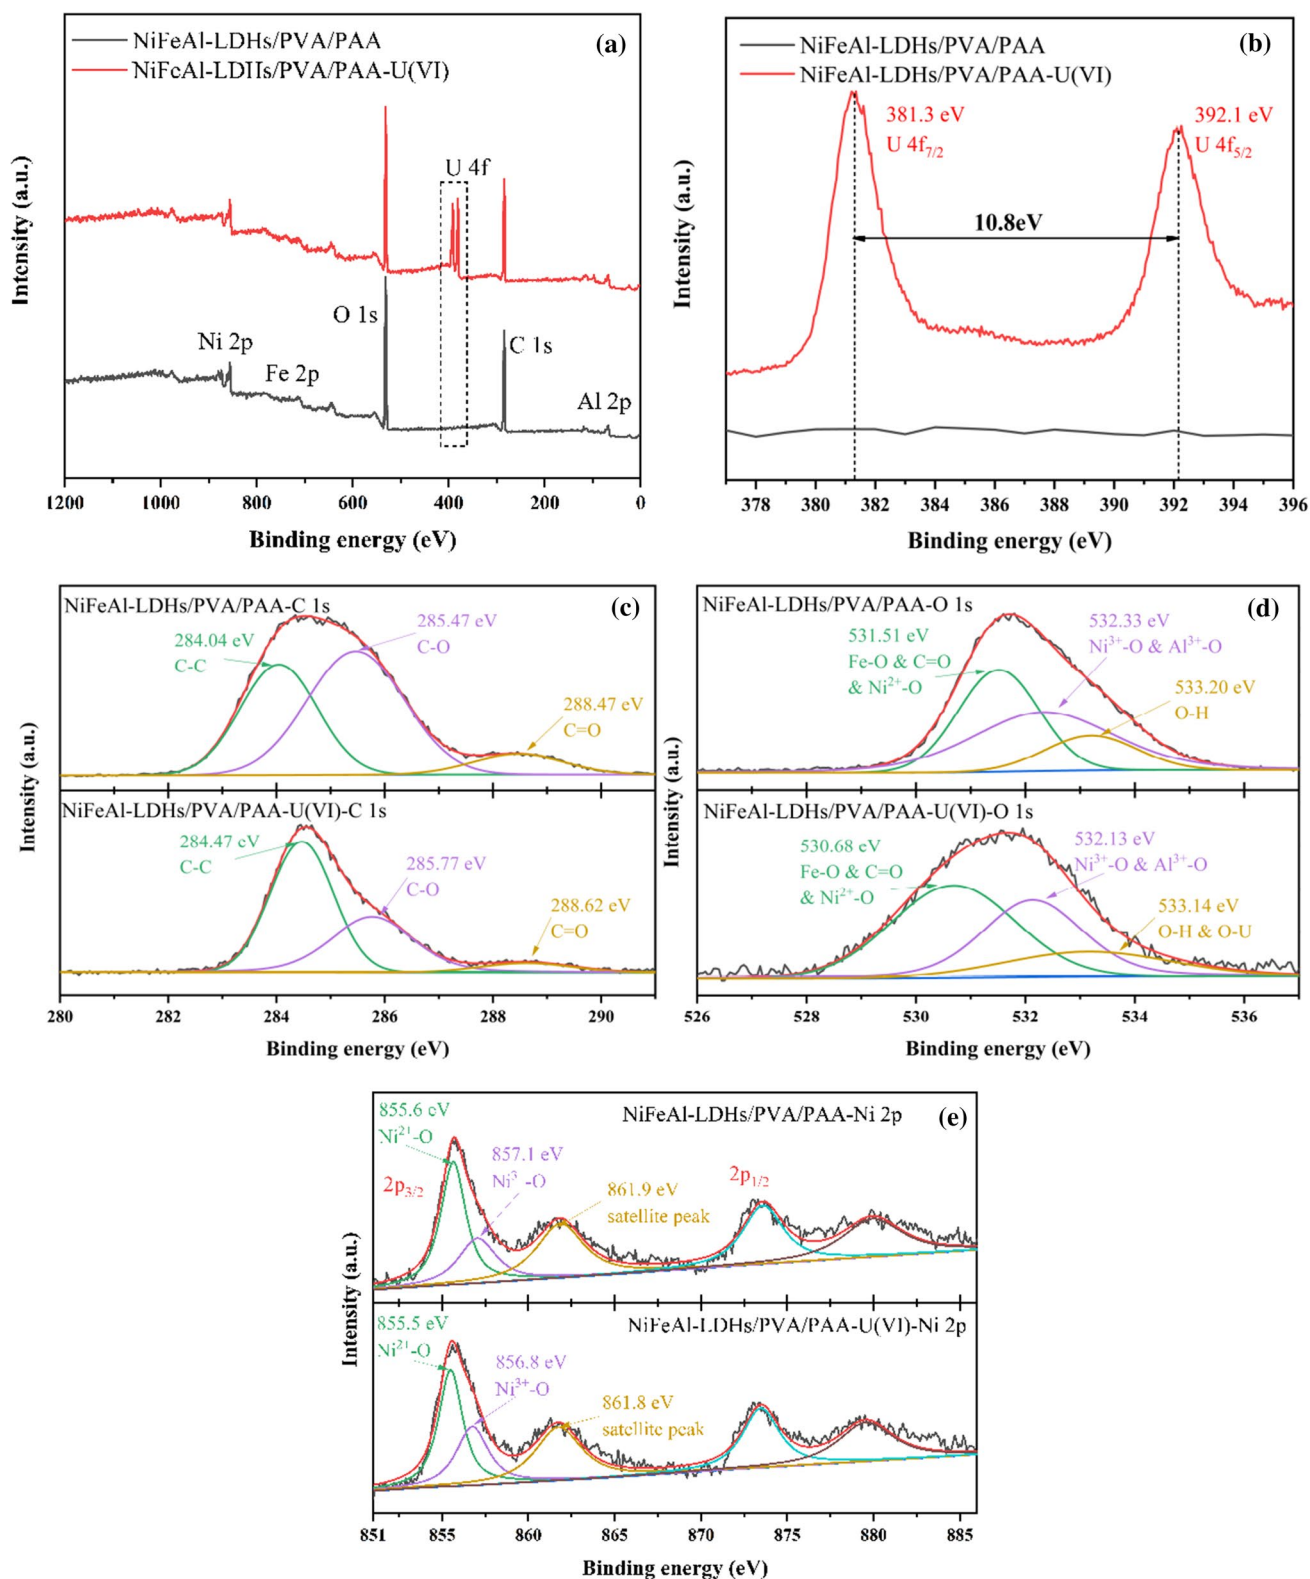 NiFeAl-LDHs/PVA/PAA
NiFeAl-LDHs/PVA/PAA-U(VI)
(a)
U 4f
O 1s
C 1s
Ni 2p
Fe 2p
Al 2p
Intensity (a.u.)
1200 1000 800 600 400 200 0
Binding energy (eV)
NiFeAl-LDHs/PVA/PAA
NiFeAl-LDHs/PVA/PAA-U(VI)
(b)
381.3 eV
U 4f7/2
392.1 eV
U 4f5/2
10.8eV
Intensity (a.u.)
378 380 382 384 386 388 390 392 394 396
Binding energy (eV)
NiFeAl-LDHs/PVA/PAA-C 1s
(c)
284.04 eV
C-C
285.47 eV
C-O
288.47 eV
C=O
NiFeAl-LDHs/PVA/PAA-U(VI)-C 1s
284.47 eV
C-C
285.77 eV
C-O
288.62 eV
C=O
Intensity (a.u.)
280 282 284 286 288 290
Binding energy (eV)
NiFeAl-LDHs/PVA/PAA-O 1s
(d)
531.51 eV
Fe-O & C=O
& Ni²⁺-O
532.33 eV
Ni³⁺-O & Al³⁺-O
533.20 eV
O-H
NiFeAl-LDHs/PVA/PAA-U(VI)-O 1s
530.68 eV
Fe-O & C=O
& Ni²⁺-O
532.13 eV
Ni³⁺-O & Al³⁺-O
533.14 eV
O-H & O-U
Intensity (a.u.)
526 528 530 532 534 536
Binding energy (eV)
NiFeAl-LDHs/PVA/PAA-Ni 2p
(e)
855.6 eV
Ni²⁺-O
2p3/2
857.1 eV
Ni³ -O
861.9 eV
satellite peak
2p1/2
NiFeAl-LDHs/PVA/PAA-U(VI)-Ni 2p
855.5 eV
Ni²⁺-O
856.8 eV
Ni³⁺-O
861.8 eV
satellite peak
Intensity (a.u.)
851 855 860 865 870 875 880 885
Binding energy (eV)